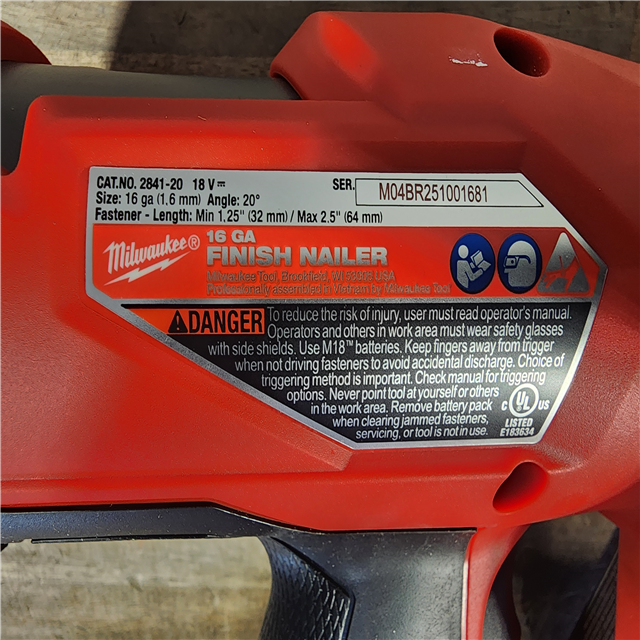 CAT.NO. 2841-20 18 V⎓ SER. M04BR251001681
Size: 16 ga (1.6 mm) Angle: 20°
Fastener - Length: Min 1.25" (32 mm) / Max 2.5" (64 mm)
Milwaukee®
16 GA
FINISH NAILER
Milwaukee Tool, Brookfield, WI 53005 USA
Professionally assembled in Vietnam by Milwaukee Tool
DANGER To reduce the risk of injury, user must read operator's manual.
Operators and others in work area must wear safety glasses
with side shields. Use M18™ batteries. Keep fingers away from trigger
when not driving fasteners to avoid accidental discharge. Choice of
triggering method is important. Check manual for triggering
options. Never point tool at yourself or others
in the work area. Remove battery pack
when clearing jammed fasteners,
servicing, or tool is not in use.
C UL US
LISTED
E183634